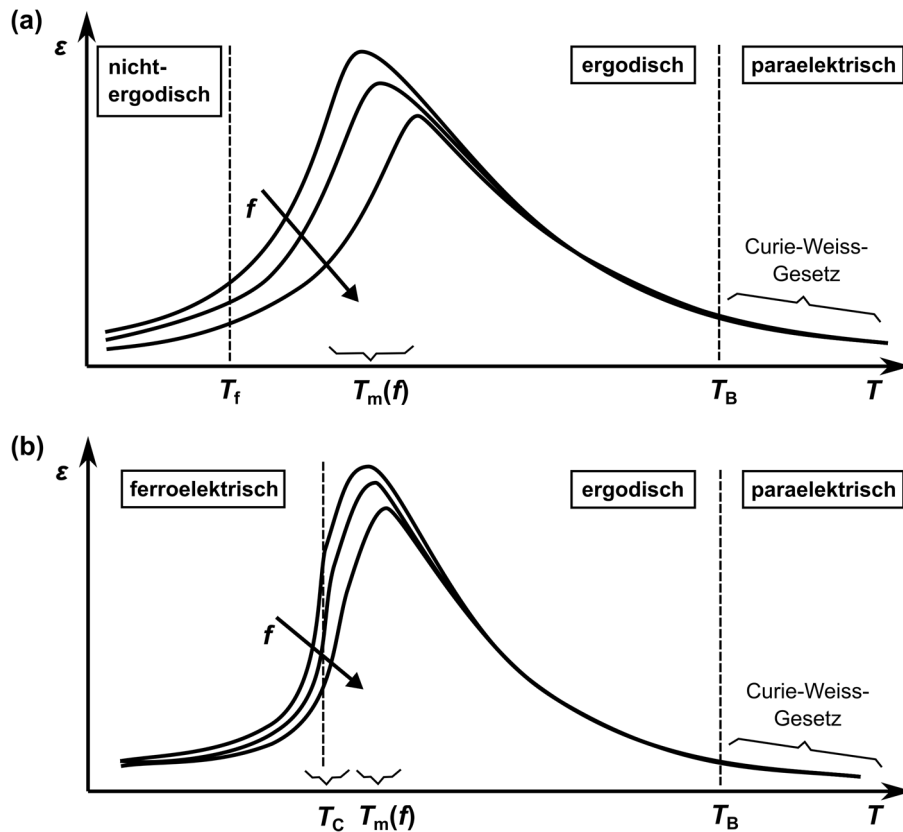 (a)
ε
nicht-
ergodisch
ergodisch
paraelektrisch
f
Curie-Weiss-
Gesetz
Tf
Tm(f)
TB
T
(b)
ε
ferroelektrisch
ergodisch
paraelektrisch
f
Curie-Weiss-
Gesetz
TC
Tm(f)
TB
T